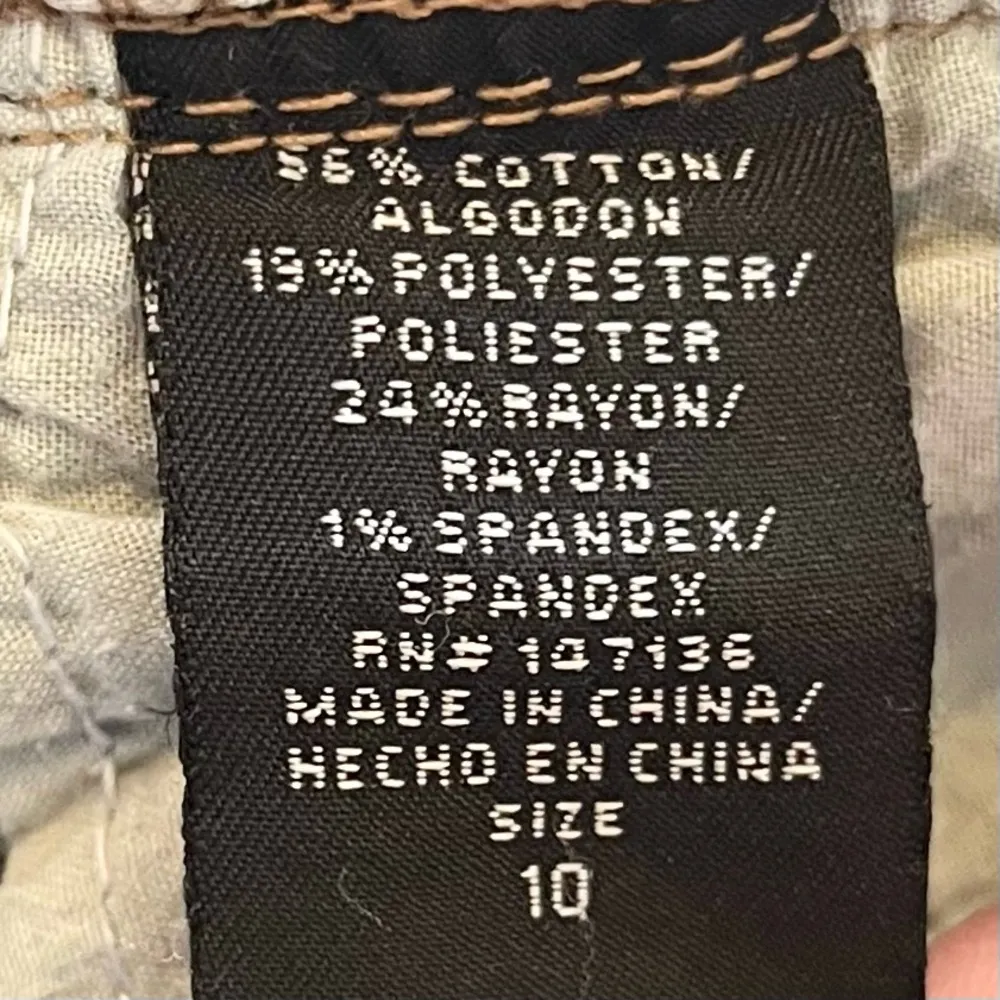 56% COTTON/
ALGODON
19% POLYESTER/
POLIESTER
24% RAYON/
RAYON
1% SPANDEX/
SPANDEX
RN# 147136
MADE IN CHINA/
HECHO EN CHINA
SIZE
10